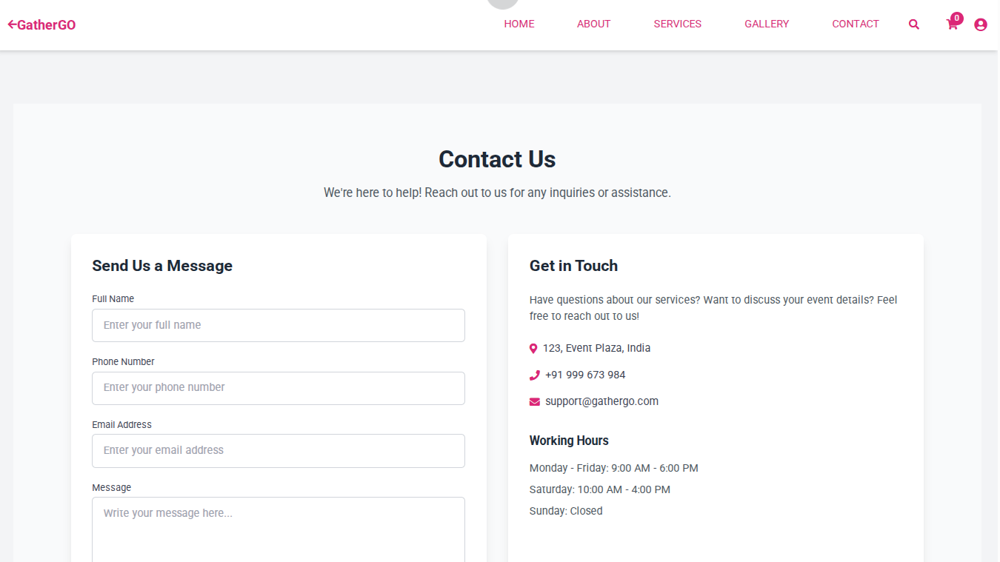 GatherGO
HOME ABOUT SERVICES GALLERY CONTACT 0
Contact Us
We're here to help! Reach out to us for any inquiries or assistance.
Send Us a Message
Full Name
Enter your full name
Phone Number
Enter your phone number
Email Address
Enter your email address
Message
Write your message here...
Get in Touch
Have questions about our services? Want to discuss your event details? Feel
free to reach out to us!
123, Event Plaza, India
+91 999 673 984
support@gathergo.com
Working Hours
Monday - Friday: 9:00 AM - 6:00 PM
Saturday: 10:00 AM - 4:00 PM
Sunday: Closed